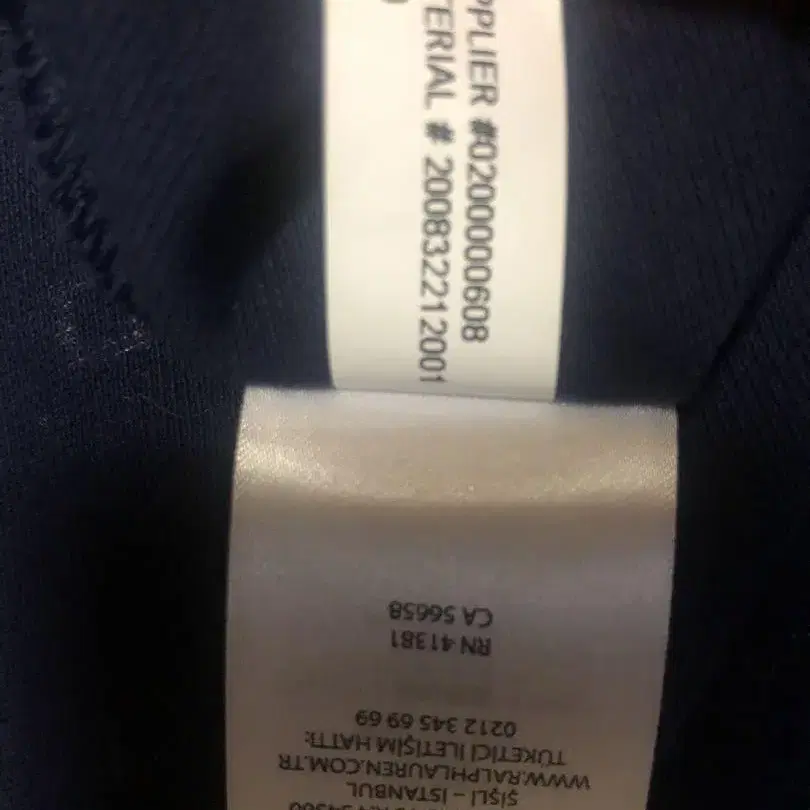 PPLIER #0200000608
TERIAL # 200832212001
ŞİŞLİ – İSTANBUL
WWW.RALPHLAUREN.COM.TR
TÜKETİCİ İLETİŞİM HATTI:
0212 345 69 69
RN 41381
CA 56658